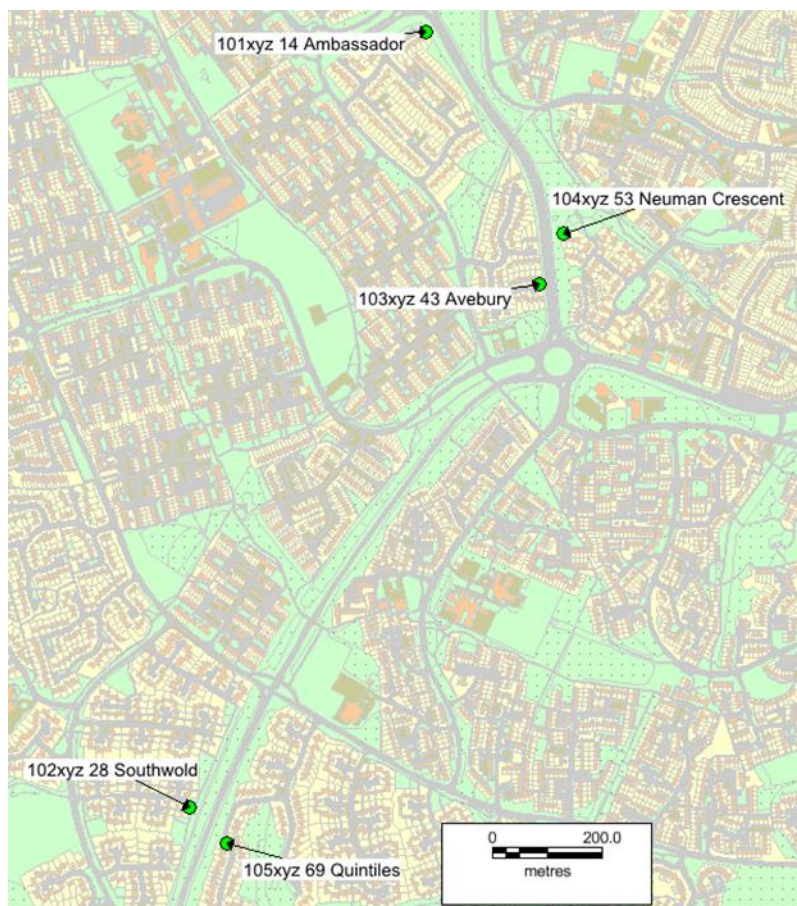 101xyz 14 Ambassador
104xyz 53 Neuman Crescent
103xyz 43 Avebury
102xyz 28 Southwold
105xyz 69 Quintiles
0 200.0
metres